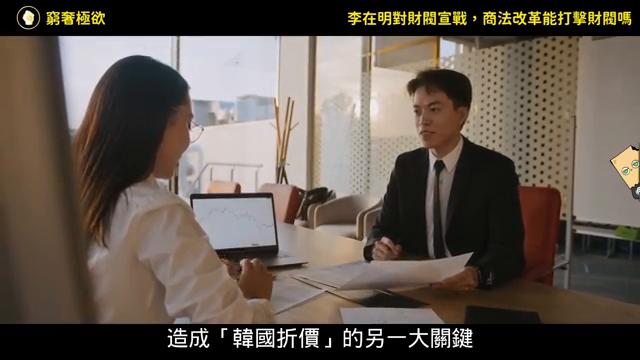 窮奢極欲
李在明對財閥宣戰，商法改革能打擊財閥嗎
造成「韓國折價」的另一大關鍵